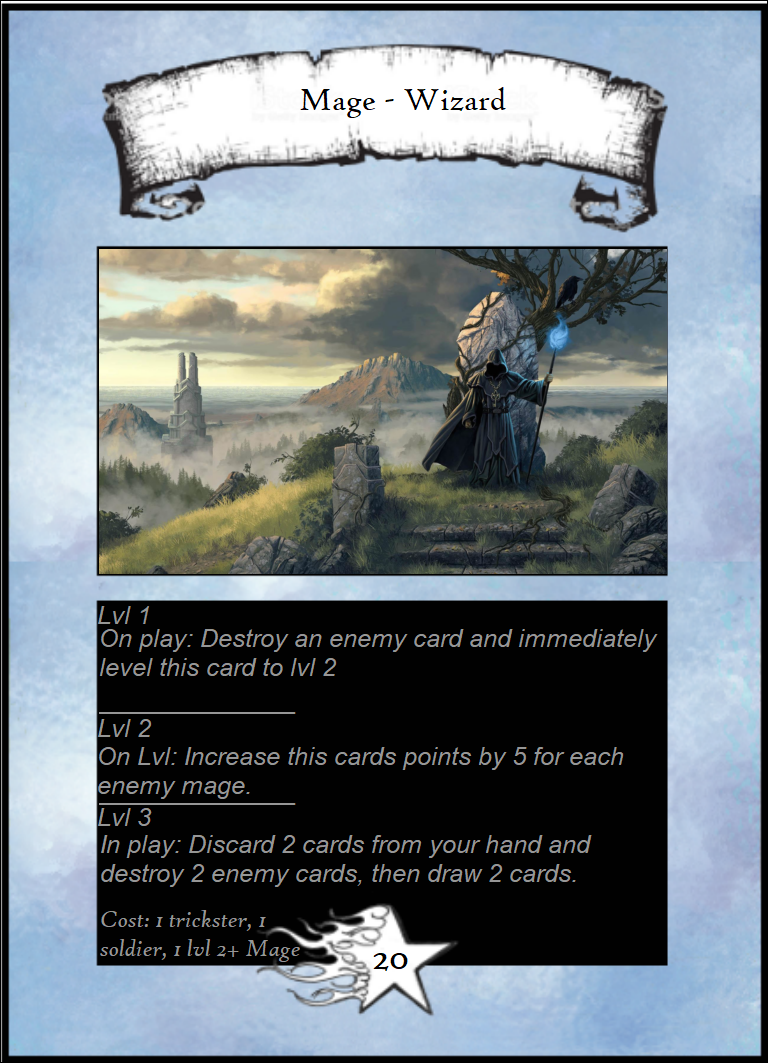 Mage - Wizard
Lvl 1
On play: Destroy an enemy card and immediately
level this card to lvl 2
Lvl 2
On Lvl: Increase this cards points by 5 for each
enemy mage.
Lvl 3
In play: Discard 2 cards from your hand and
destroy 2 enemy cards, then draw 2 cards.
Cost: 1 trickster, 1
soldier, 1 lvl 2+ Mage
20